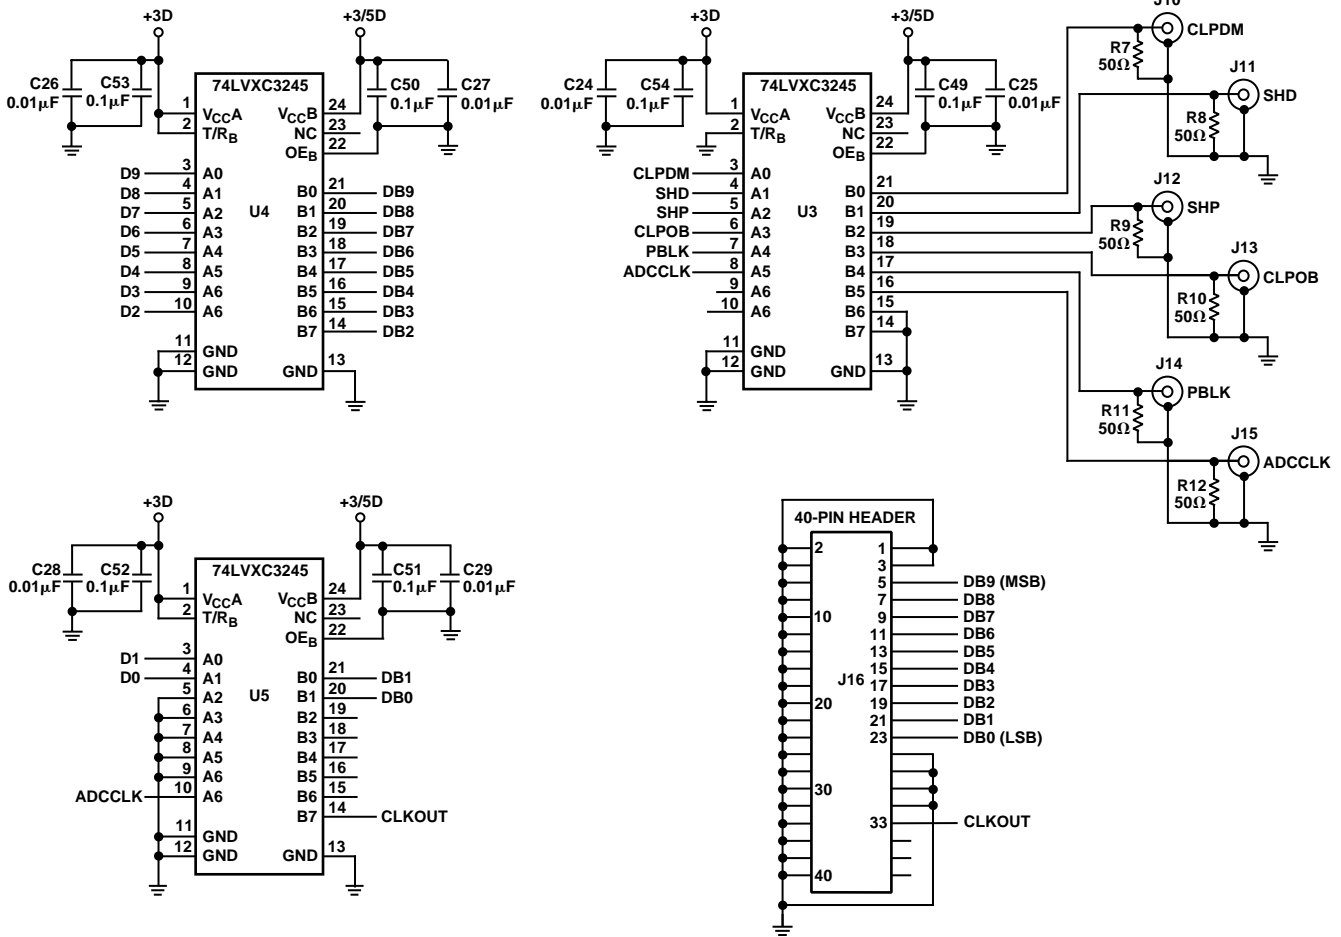 J10
+3D
+3/5D
+3D
+3/5D
CLPDM
C26
0.01µF
C53
0.1µF
74LVXC3245
C50
0.1µF
C27
0.01µF
1 VCCA
2 T/RB
VCCB 24
NC 23
OEB 22
D9 3 A0
D8 4 A1
D7 5 A2
D6 6 A3
D5 7 A4
D4 8 A5
D3 9 A6
D2 10 A6
U4
B0 21 DB9
B1 20 DB8
B2 19 DB7
B3 18 DB6
B4 17 DB5
B5 16 DB4
B6 15 DB3
B7 14 DB2
11 GND
12 GND
GND 13
C24
0.01µF
C54
0.1µF
74LVXC3245
C49
0.1µF
C25
0.01µF
1 VCCA
2 T/RB
VCCB 24
NC 23
OEB 22
CLPDM 3 A0
SHD 4 A1
SHP 5 A2
CLPOB 6 A3
PBLK 7 A4
ADCCLK 8 A5
9 A6
10 A6
U3
B0 21
B1 20
B2 19
B3 18
B4 17
B5 16
B6 15
B7 14
11 GND
12 GND
GND 13
R7
50Ω
J11
SHD
R8
50Ω
J12
SHP
R9
50Ω
J13
CLPOB
R10
50Ω
J14
PBLK
R11
50Ω
J15
ADCCLK
R12
50Ω
+3D
+3/5D
C28
0.01µF
C52
0.1µF
74LVXC3245
C51
0.1µF
C29
0.01µF
1 VCCA
2 T/RB
VCCB 24
NC 23
OEB 22
D1 3 A0
D0 4 A1
5 A2
6 A3
7 A4
8 A5
9 A6
ADCCLK 10 A6
U5
B0 21 DB1
B1 20 DB0
B2 19
B3 18
B4 17
B5 16
B6 15
B7 14 CLKOUT
11 GND
12 GND
GND 13
40-PIN HEADER
2 1
3
5 DB9 (MSB)
7 DB8
10 9 DB7
11 DB6
13 DB5
15 DB4
J16
17 DB3
20 19 DB2
21 DB1
23 DB0 (LSB)
30
33 CLKOUT
40